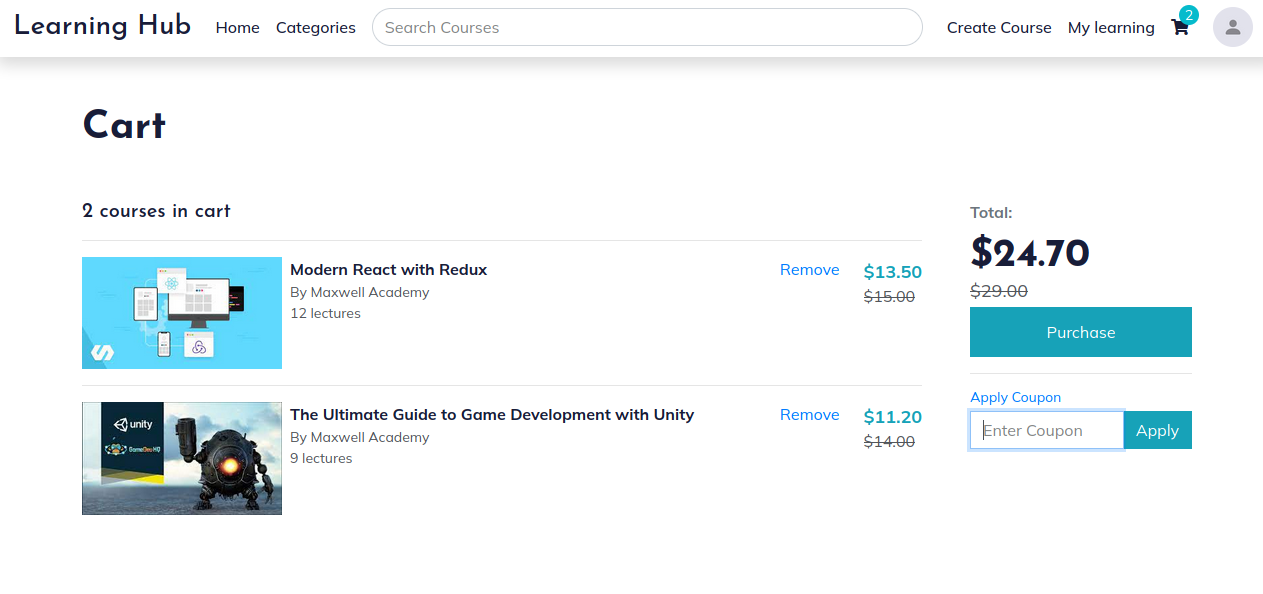 Learning Hub Home Categories Search Courses Create Course My learning 2
Cart
2 courses in cart
Modern React with Redux Remove $13.50
By Maxwell Academy $15.00
12 lectures
unity
GameDevHQ
The Ultimate Guide to Game Development with Unity Remove $11.20
By Maxwell Academy $14.00
9 lectures
Total:
$24.70
$29.00
Purchase
Apply Coupon
Enter Coupon Apply